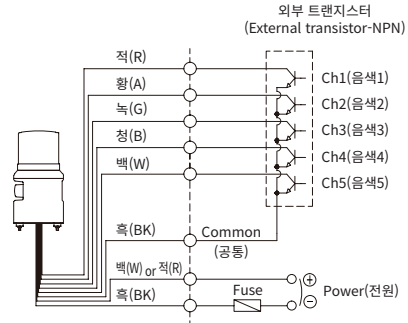 외부 트랜지스터
(External transistor-NPN)
적(R)
Ch1(음색1)
황(A)
Ch2(음색2)
녹(G)
Ch3(음색3)
청(B)
Ch4(음색4)
백(W)
Ch5(음색5)
흑(BK)
Common
(공통)
백(W) or 적(R)
⊕
Fuse
Power(전원)
흑(BK)
⊖